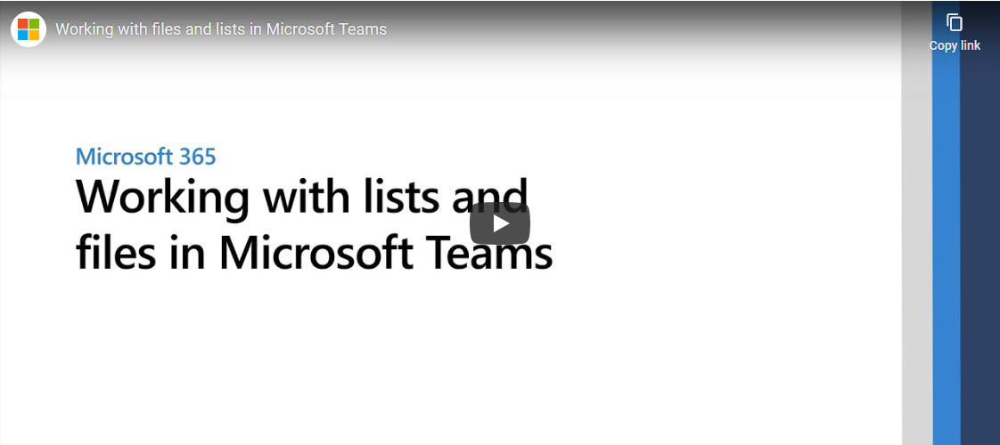 Working with files and lists in Microsoft Teams
Copy link
Microsoft 365
Working with lists and
files in Microsoft Teams